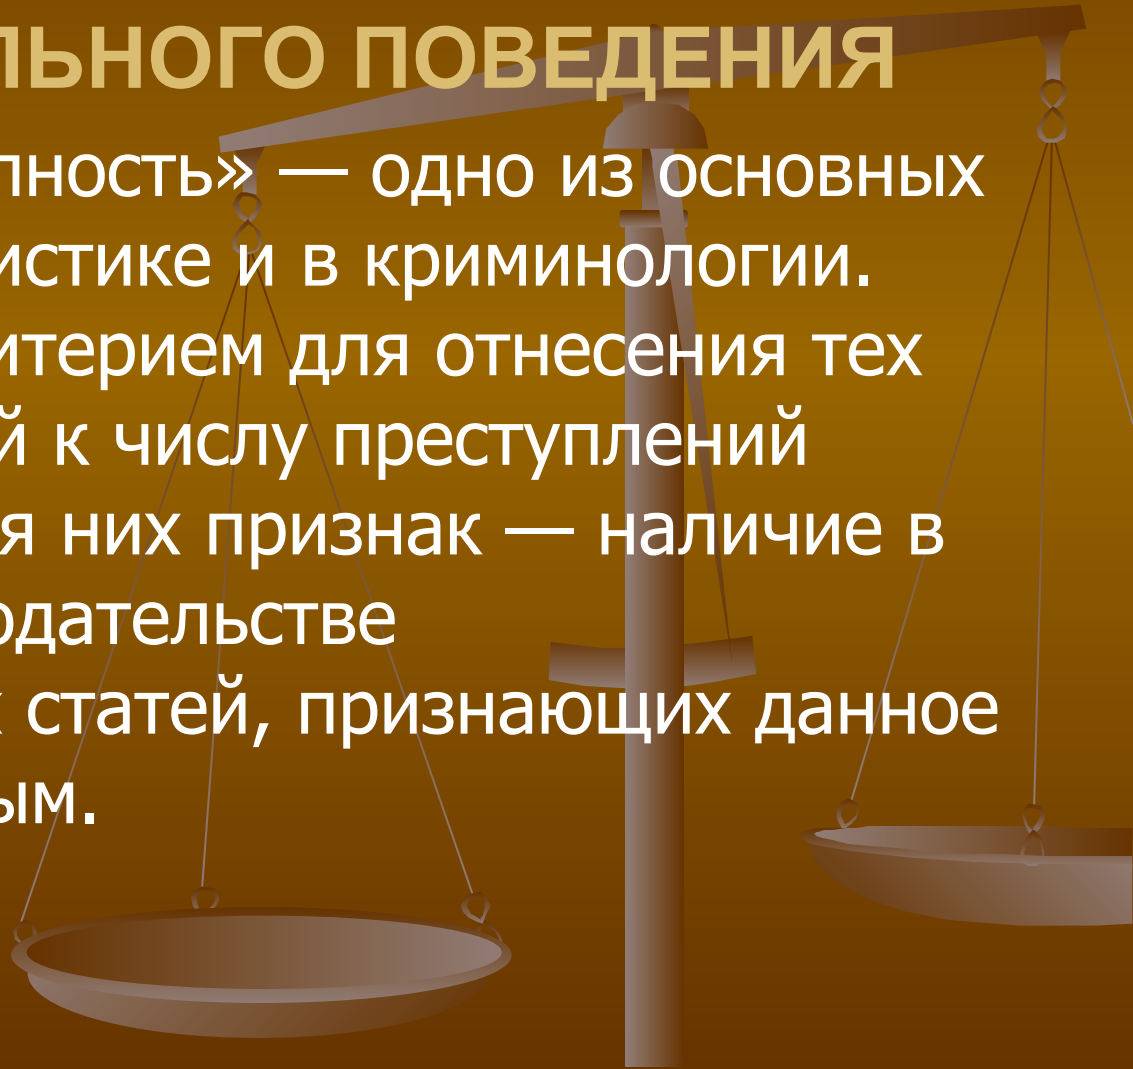 ЛЬНОГО ПОВЕДЕНИЯ
пность» — одно из основных
истике и в криминологии.
итерием для отнесения тех
й к числу преступлений
я них признак — наличие в
одательстве
х статей, признающих данное
ым.